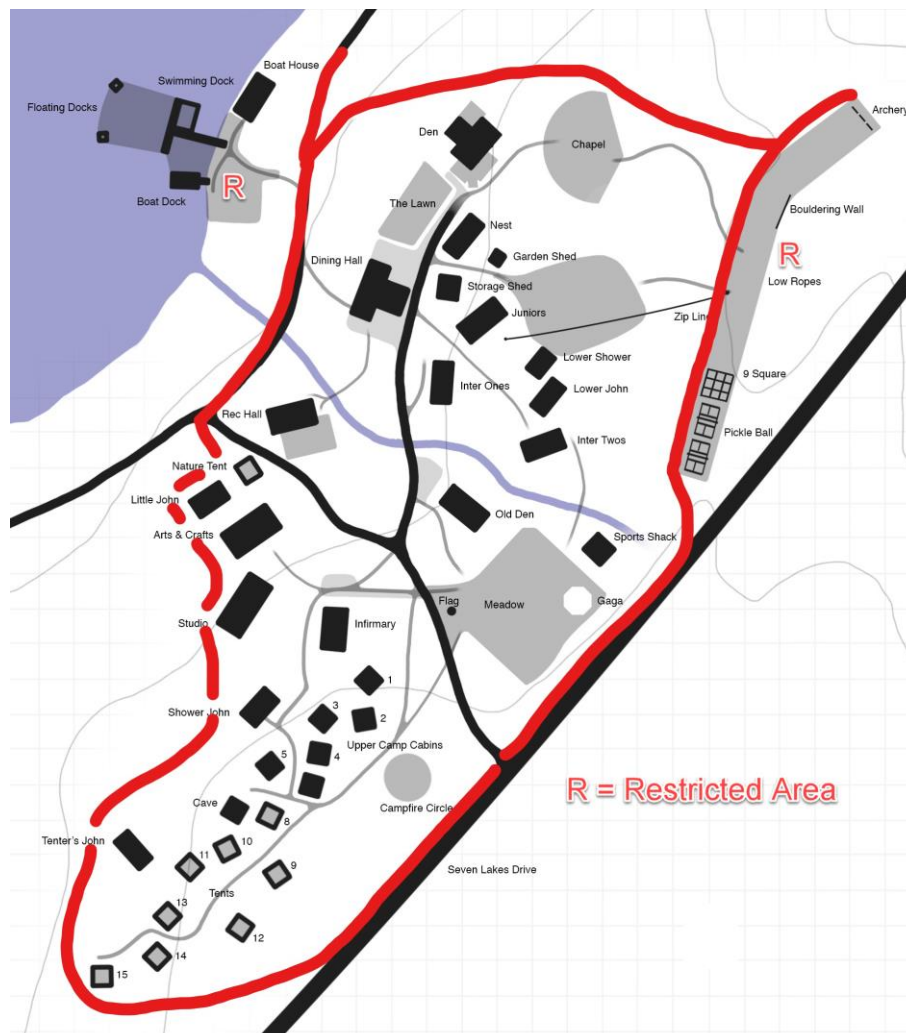 Boat House
Swimming Dock
Floating Docks
Archery
Den
Chapel
R
Boat Dock
The Lawn
Bouldering Wall
Nest
Garden Shed
R
Dining Hall
Storage Shed
Low Ropes
Juniors
Zip Line
Lower Shower
9 Square
Inter Ones
Lower John
Rec Hall
Pickle Ball
Inter Twos
Nature Tent
Little John
Old Den
Arts & Crafts
Sports Shack
Flag
Meadow
Gaga
Studio
Infirmary
1
3
2
Shower John
Upper Camp Cabins
4
5
R = Restricted Area
Cave
Campfire Circle
8
Tenter's John
10
11
9
Seven Lakes Drive
Tents
13
12
14
15